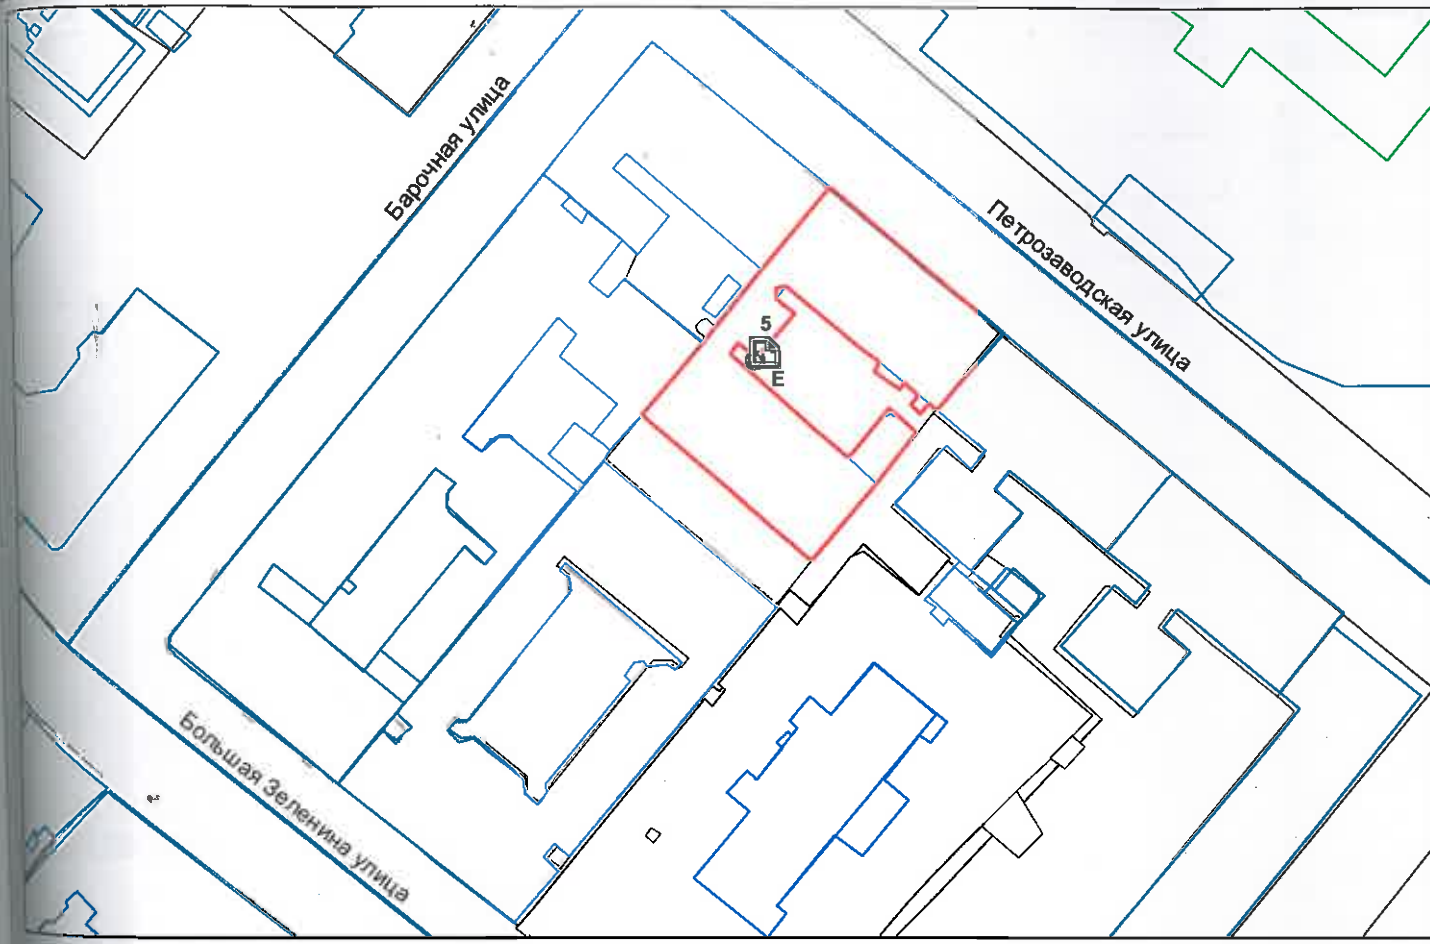 Барочная улица
Петрозаводская улица
5
Е
Большая Зеленина улица